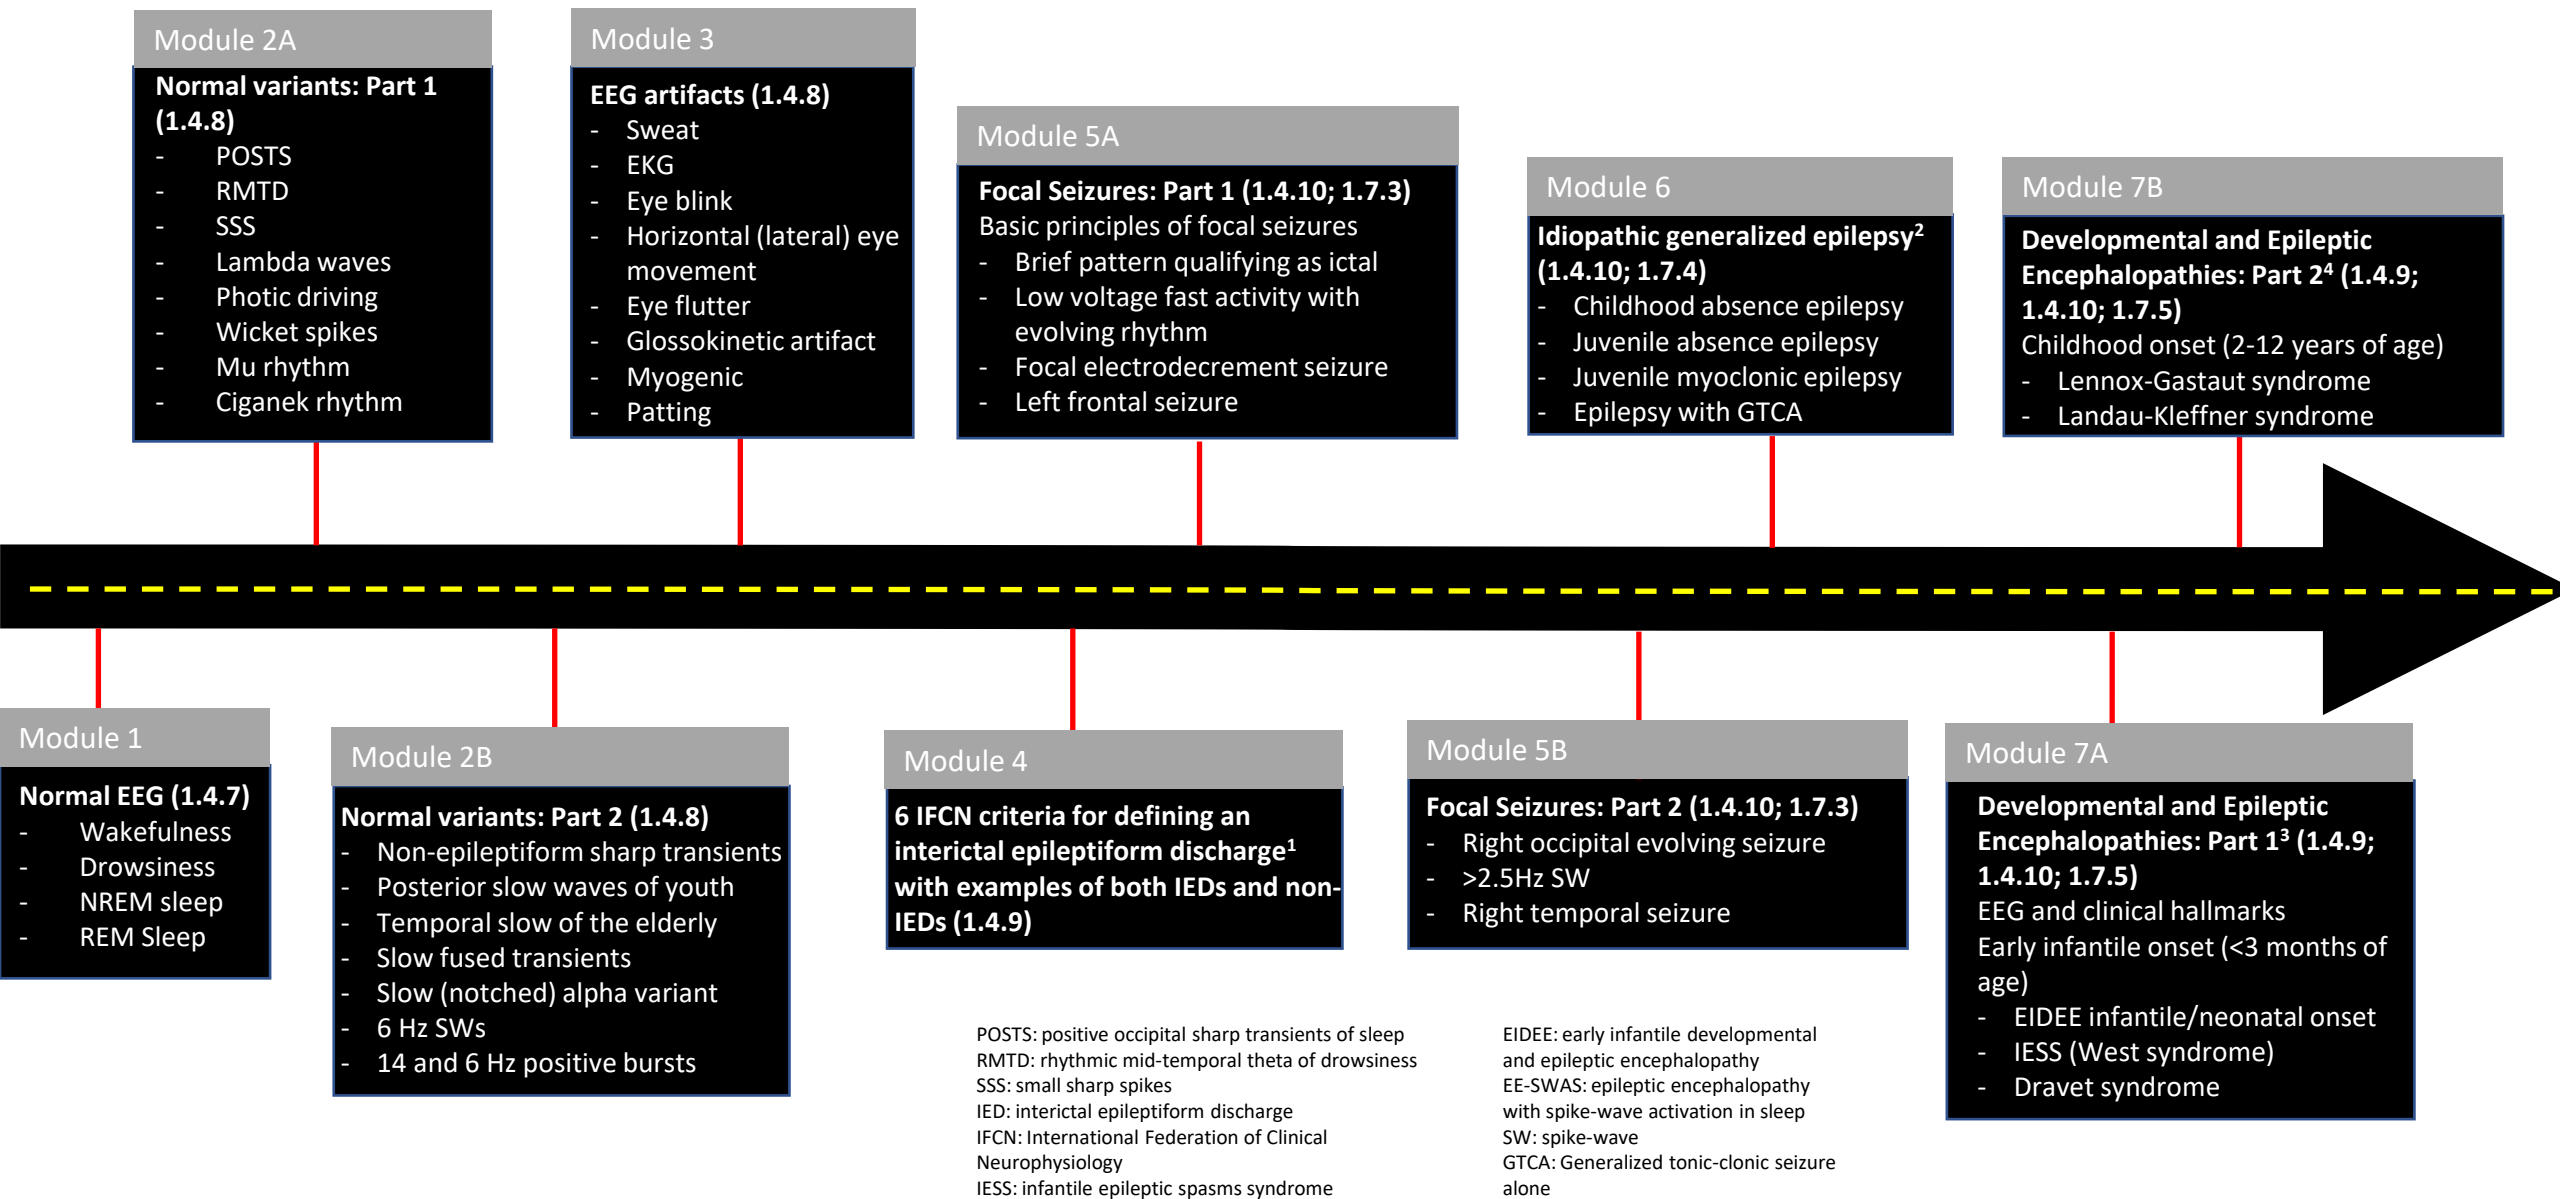 Module 2A
Normal variants: Part 1
(1.4.8)
- POSTS
- RMTD
- SSS
- Lambda waves
- Photic driving
- Wicket spikes
- Mu rhythm
- Ciganek rhythm
Module 3
EEG artifacts (1.4.8)
- Sweat
- EKG
- Eye blink
- Horizontal (lateral) eye
movement
- Eye flutter
- Glossokinetic artifact
- Myogenic
- Patting
Module 5A
Focal Seizures: Part 1 (1.4.10; 1.7.3)
Basic principles of focal seizures
- Brief pattern qualifying as ictal
- Low voltage fast activity with
evolving rhythm
- Focal electrodecrement seizure
- Left frontal seizure
Module 6
Idiopathic generalized epilepsy²
(1.4.10; 1.7.4)
- Childhood absence epilepsy
- Juvenile absence epilepsy
- Juvenile myoclonic epilepsy
- Epilepsy with GTCA
Module 7B
Developmental and Epileptic
Encephalopathies: Part 2⁴ (1.4.9;
1.4.10; 1.7.5)
Childhood onset (2-12 years of age)
- Lennox-Gastaut syndrome
- Landau-Kleffner syndrome
Module 1
Normal EEG (1.4.7)
- Wakefulness
- Drowsiness
- NREM sleep
- REM Sleep
Module 2B
Normal variants: Part 2 (1.4.8)
- Non-epileptiform sharp transients
- Posterior slow waves of youth
- Temporal slow of the elderly
- Slow fused transients
- Slow (notched) alpha variant
- 6 Hz SWs
- 14 and 6 Hz positive bursts
Module 4
6 IFCN criteria for defining an
interictal epileptiform discharge¹
with examples of both IEDs and non-
IEDs (1.4.9)
Module 5B
Focal Seizures: Part 2 (1.4.10; 1.7.3)
- Right occipital evolving seizure
- >2.5Hz SW
- Right temporal seizure
Module 7A
Developmental and Epileptic
Encephalopathies: Part 1³ (1.4.9;
1.4.10; 1.7.5)
EEG and clinical hallmarks
Early infantile onset (<3 months of
age)
- EIDEE infantile/neonatal onset
- IESS (West syndrome)
- Dravet syndrome
POSTS: positive occipital sharp transients of sleep
RMTD: rhythmic mid-temporal theta of drowsiness
SSS: small sharp spikes
IED: interictal epileptiform discharge
IFCN: International Federation of Clinical
Neurophysiology
IESS: infantile epileptic spasms syndrome
EIDEE: early infantile developmental
and epileptic encephalopathy
EE-SWAS: epileptic encephalopathy
with spike-wave activation in sleep
SW: spike-wave
GTCA: Generalized tonic-clonic seizure
alone